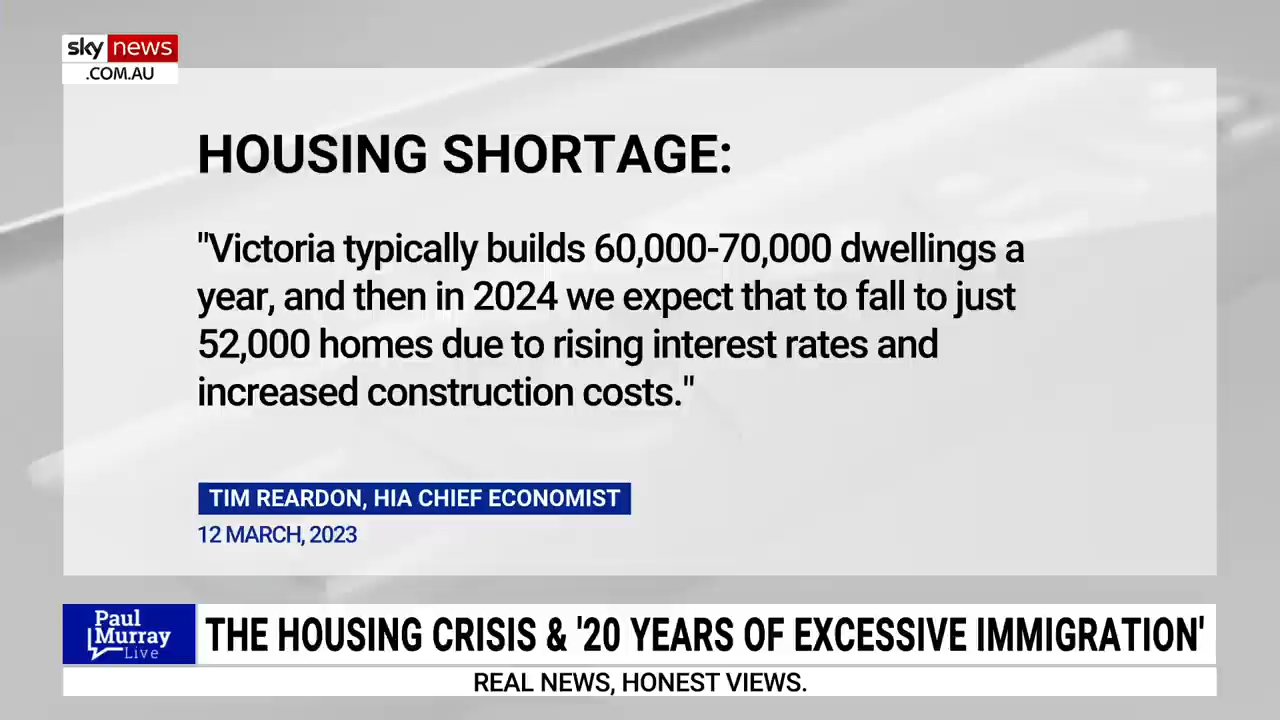 sky news
.COM.AU
HOUSING SHORTAGE:
"Victoria typically builds 60,000-70,000 dwellings a
year, and then in 2024 we expect that to fall to just
52,000 homes due to rising interest rates and
increased construction costs."
TIM REARDON, HIA CHIEF ECONOMIST
12 MARCH, 2023
Paul
Murray
Live
THE HOUSING CRISIS & '20 YEARS OF EXCESSIVE IMMIGRATION'
REAL NEWS, HONEST VIEWS.